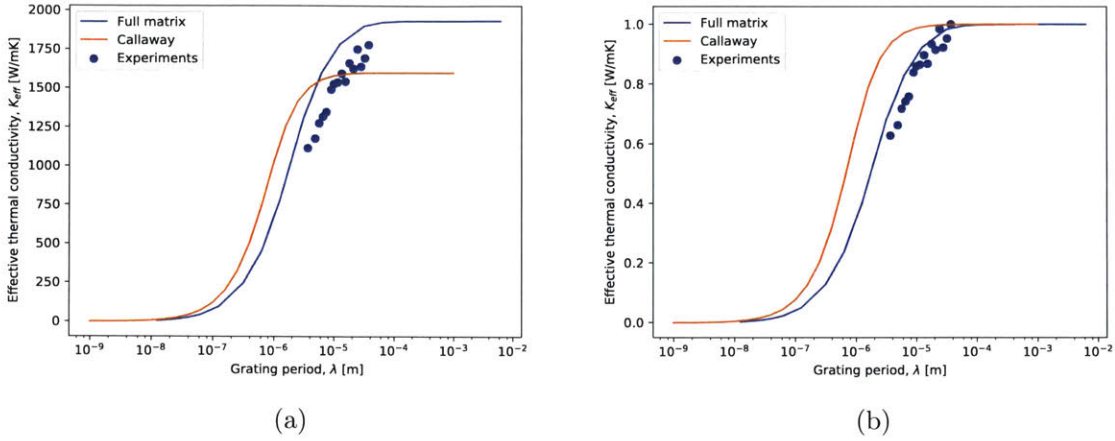 2000
1750
1500
1250
1000
750
500
250
0
Effective thermal conductivity, K_eff [W/mK]
Full matrix
Callaway
Experiments
10⁻⁹ 10⁻⁸ 10⁻⁷ 10⁻⁶ 10⁻⁵ 10⁻⁴ 10⁻³ 10⁻²
Grating period, λ [m]
(a)
1.0
0.8
0.6
0.4
0.2
0.0
Effective thermal conductivity, K_eff [W/mK]
Full matrix
Callaway
Experiments
10⁻⁹ 10⁻⁸ 10⁻⁷ 10⁻⁶ 10⁻⁵ 10⁻⁴ 10⁻³ 10⁻²
Grating period, λ [m]
(b)